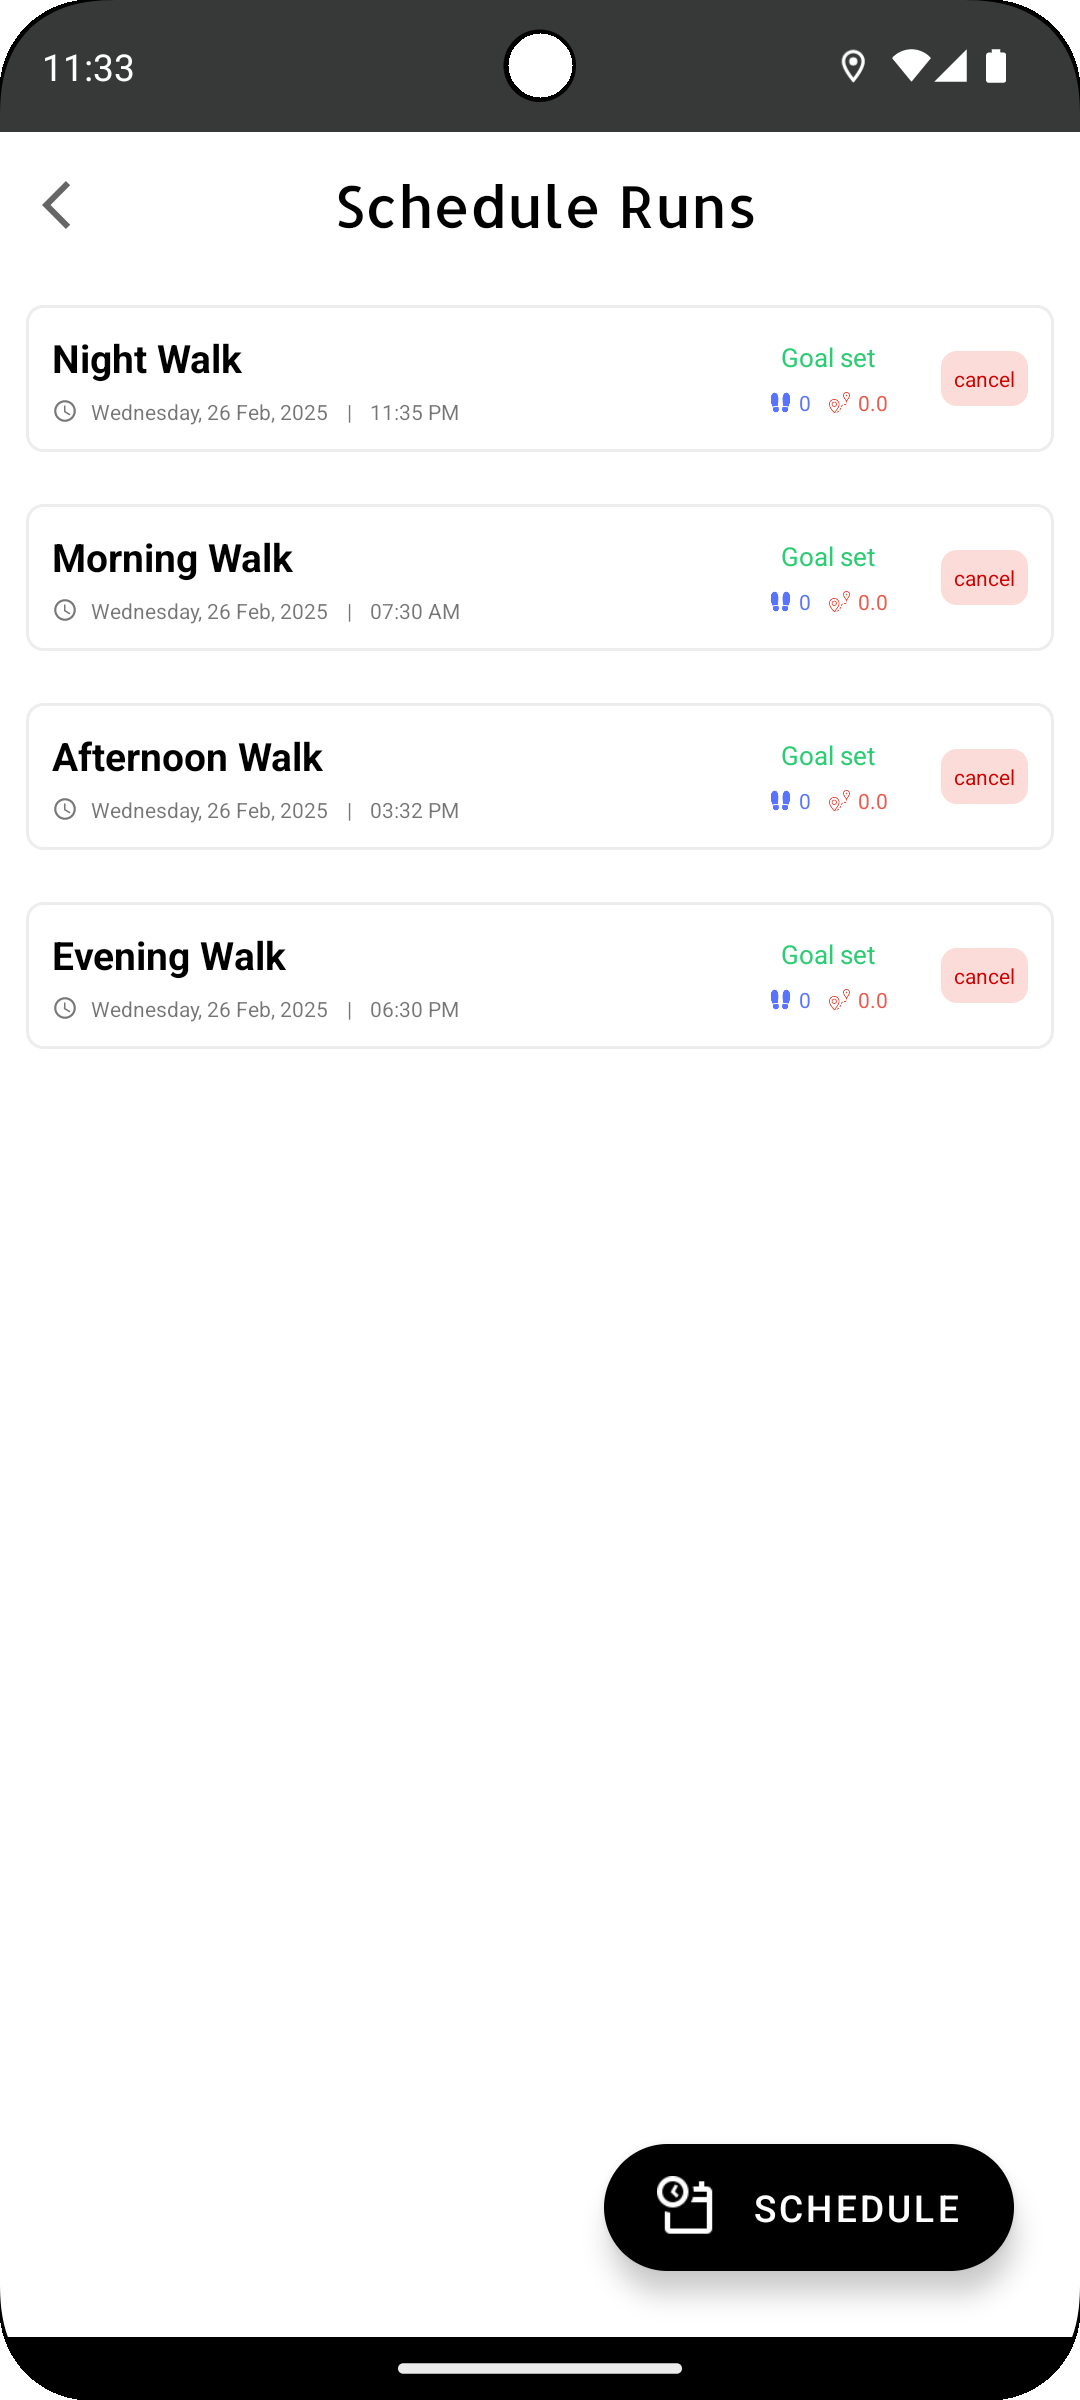 11:33
Schedule Runs
Night Walk
Wednesday, 26 Feb, 2025 | 11:35 PM
Goal set
0 0.0
cancel
Morning Walk
Wednesday, 26 Feb, 2025 | 07:30 AM
Goal set
0 0.0
cancel
Afternoon Walk
Wednesday, 26 Feb, 2025 | 03:32 PM
Goal set
0 0.0
cancel
Evening Walk
Wednesday, 26 Feb, 2025 | 06:30 PM
Goal set
0 0.0
cancel
SCHEDULE